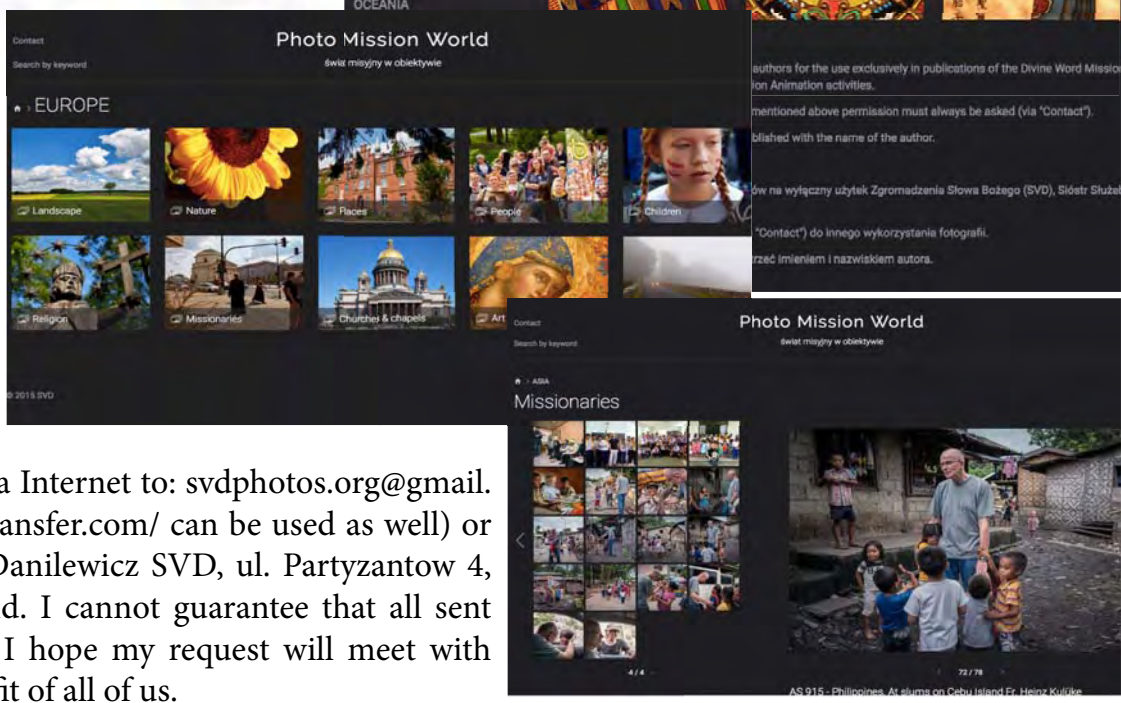 OCEANIA
Contact
Search by keyword
Photo Mission World
świat misyjny w obiektywie
EUROPE
Landscape
Nature
Places
People
Children
Religion
Missionaries
Churches & chapels
Art
© 2015 SVD
authors for the use exclusively in publications of the Divine Word Missio
ion Animation activities.
mentioned above permission must always be asked (via "Contact").
blished with the name of the author.
ów na wyłączny użytek Zgromadzenia Słowa Bożego (SVD), Sióstr Służeb
"Contact") do innego wykorzystania fotografii.
rzeć imieniem i nazwiskiem autora.
Contact
Search by keyword
Photo Mission World
świat misyjny w obiektywie
ASIA
Missionaries
4 / 4
72 / 78
AS 915 - Philippines. At slums on Cebu Island Fr. Heinz Kulüke
a Internet to: svdphotos.org@gmail.
ansfer.com/ can be used as well) or
Danilewicz SVD, ul. Partyzantow 4,
d. I cannot guarantee that all sent
I hope my request will meet with
fit of all of us.